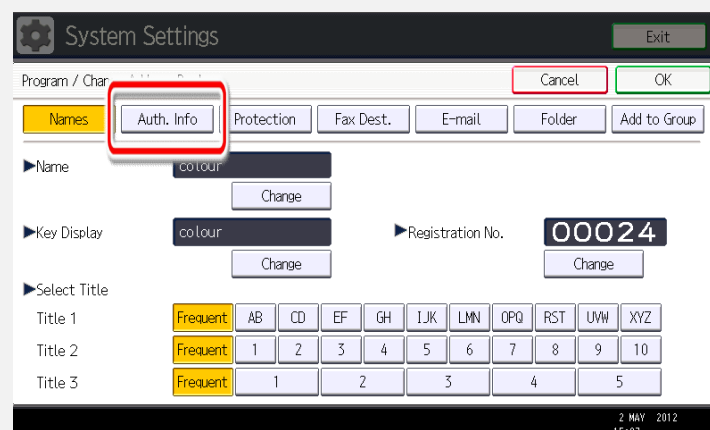 System Settings Exit
Program / Chan Cancel OK
Names Auth. Info Protection Fax Dest. E-mail Folder Add to Group
▶Name colour
Change
▶Key Display colour ▶Registration No. 00024
Change Change
▶Select Title
Title 1 Frequent AB CD EF GH IJK LMN OPQ RST UVW XYZ
Title 2 Frequent 1 2 3 4 5 6 7 8 9 10
Title 3 Frequent 1 2 3 4 5
2 MAY 2012